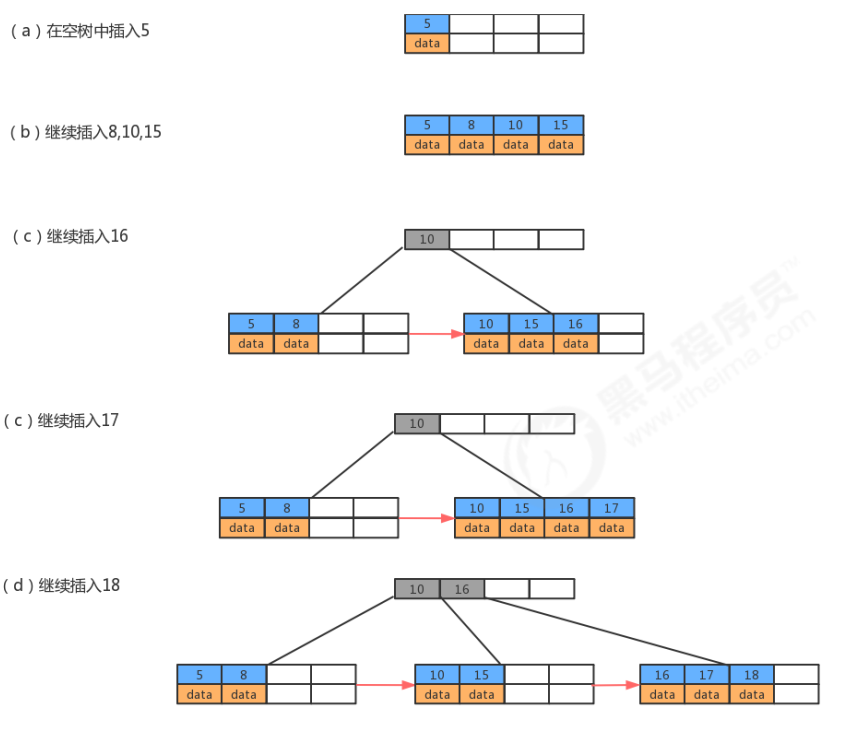 （a）在空树中插入5
5
data
（b）继续插入8,10,15
5 8 10 15
data data data data
（c）继续插入16
10
5 8 10 15 16
data data data data data
（c）继续插入17
10
5 8 10 15 16 17
data data data data data data
（d）继续插入18
10 16
5 8 10 15 16 17 18
data data data data data data data
黑马程序员™
www.itheima.com